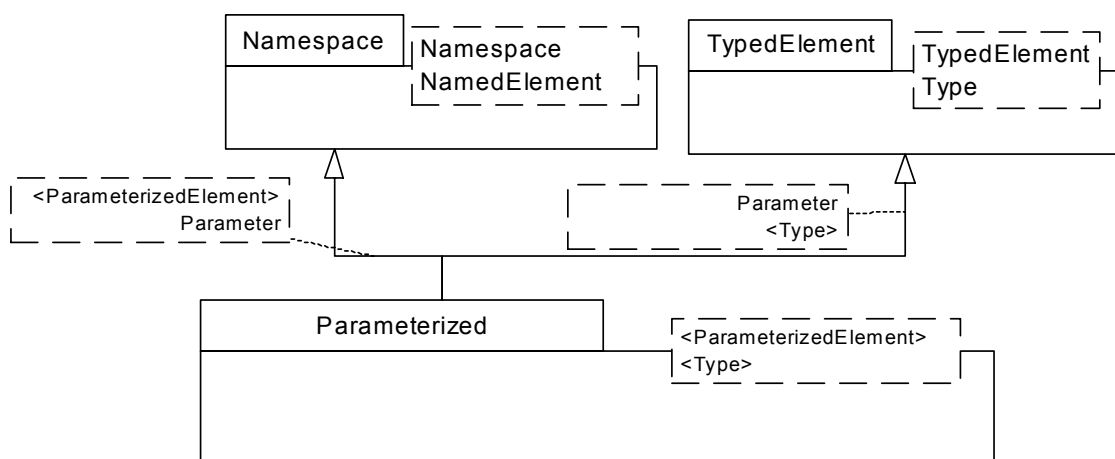 Namespace
Namespace
NamedElement
TypedElement
TypedElement
Type
<ParameterizedElement>
Parameter
Parameter
<Type>
Parameterized
<ParameterizedElement>
<Type>